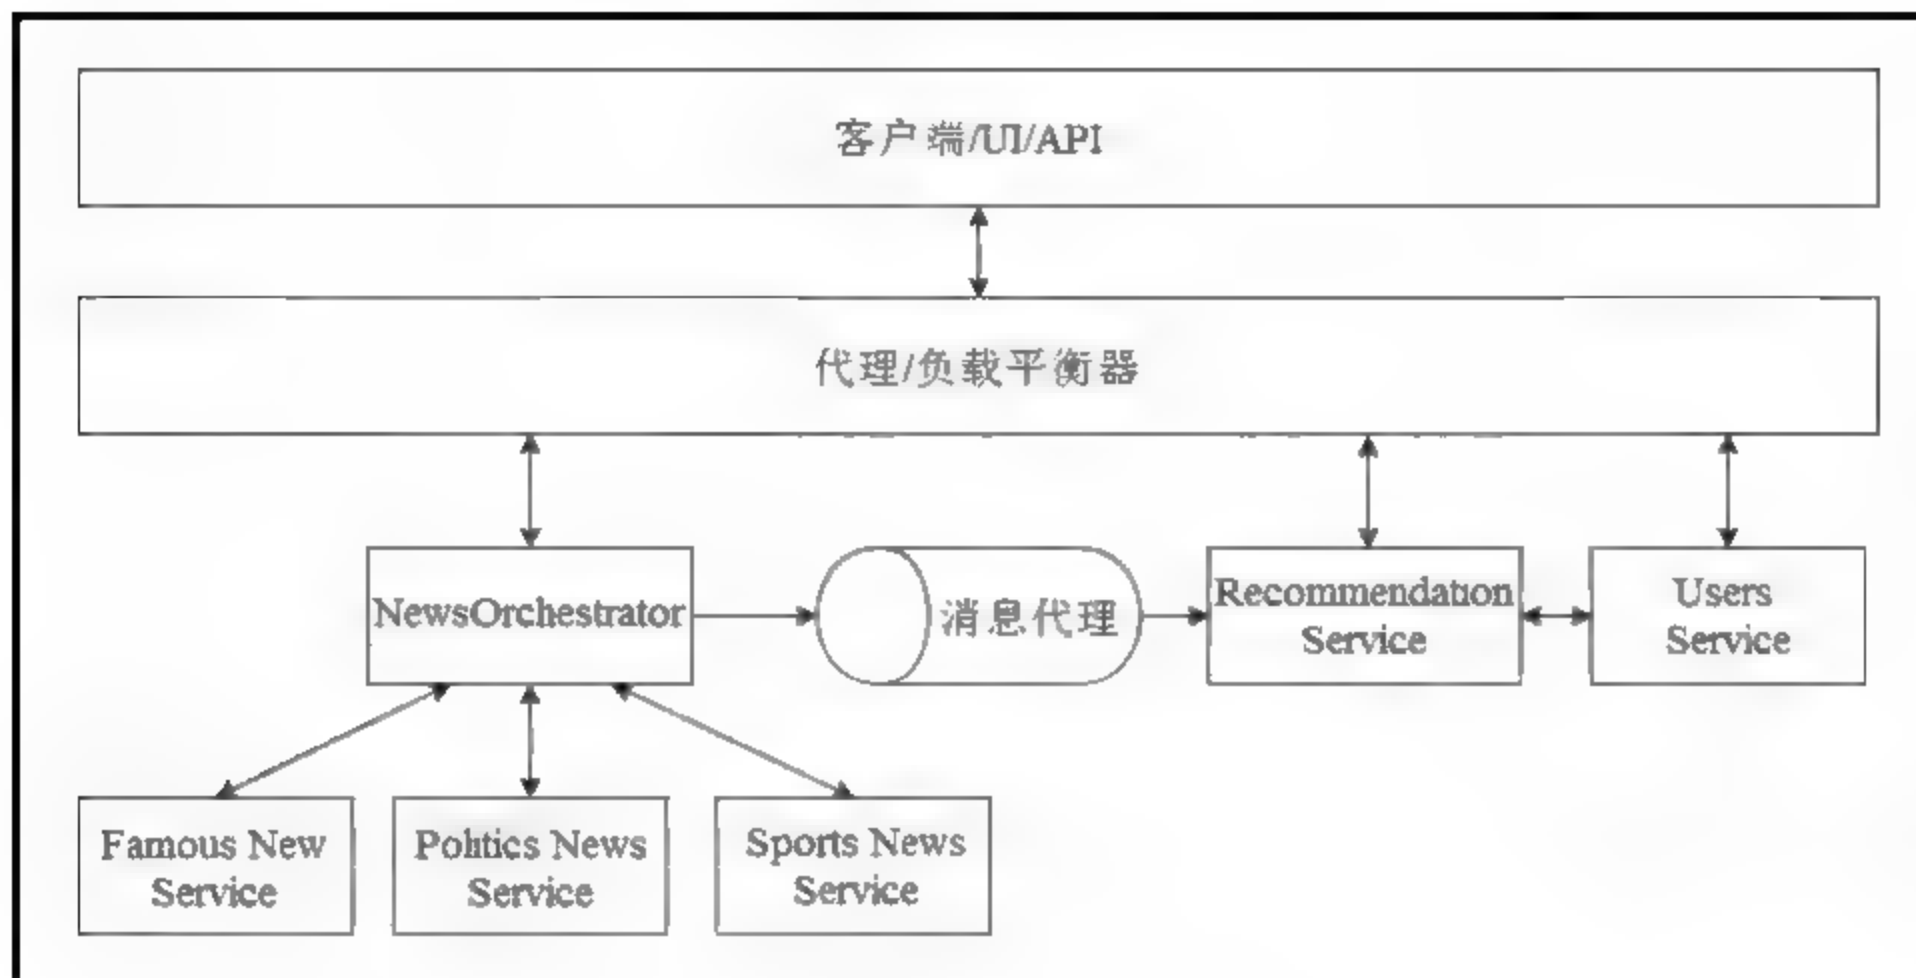 客户端/UI/API
代理/负载平衡器
NewsOrchestrator
消息代理
Recommendation
Service
Users
Service
Famous New
Service
Politics News
Service
Sports News
Service